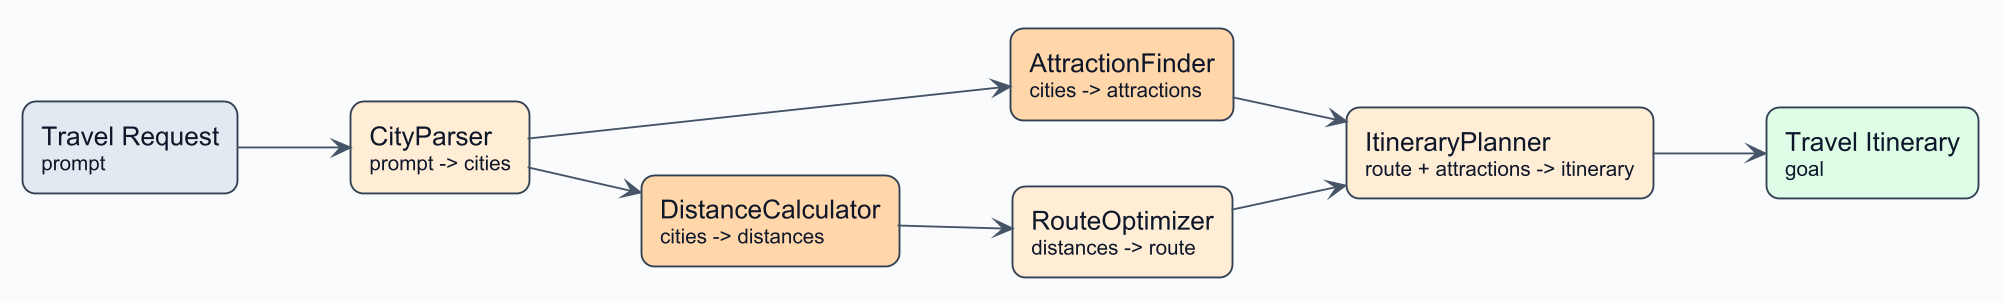 Travel Request
prompt
CityParser
prompt -> cities
AttractionFinder
cities -> attractions
DistanceCalculator
cities -> distances
RouteOptimizer
distances -> route
ItineraryPlanner
route + attractions -> itinerary
Travel Itinerary
goal